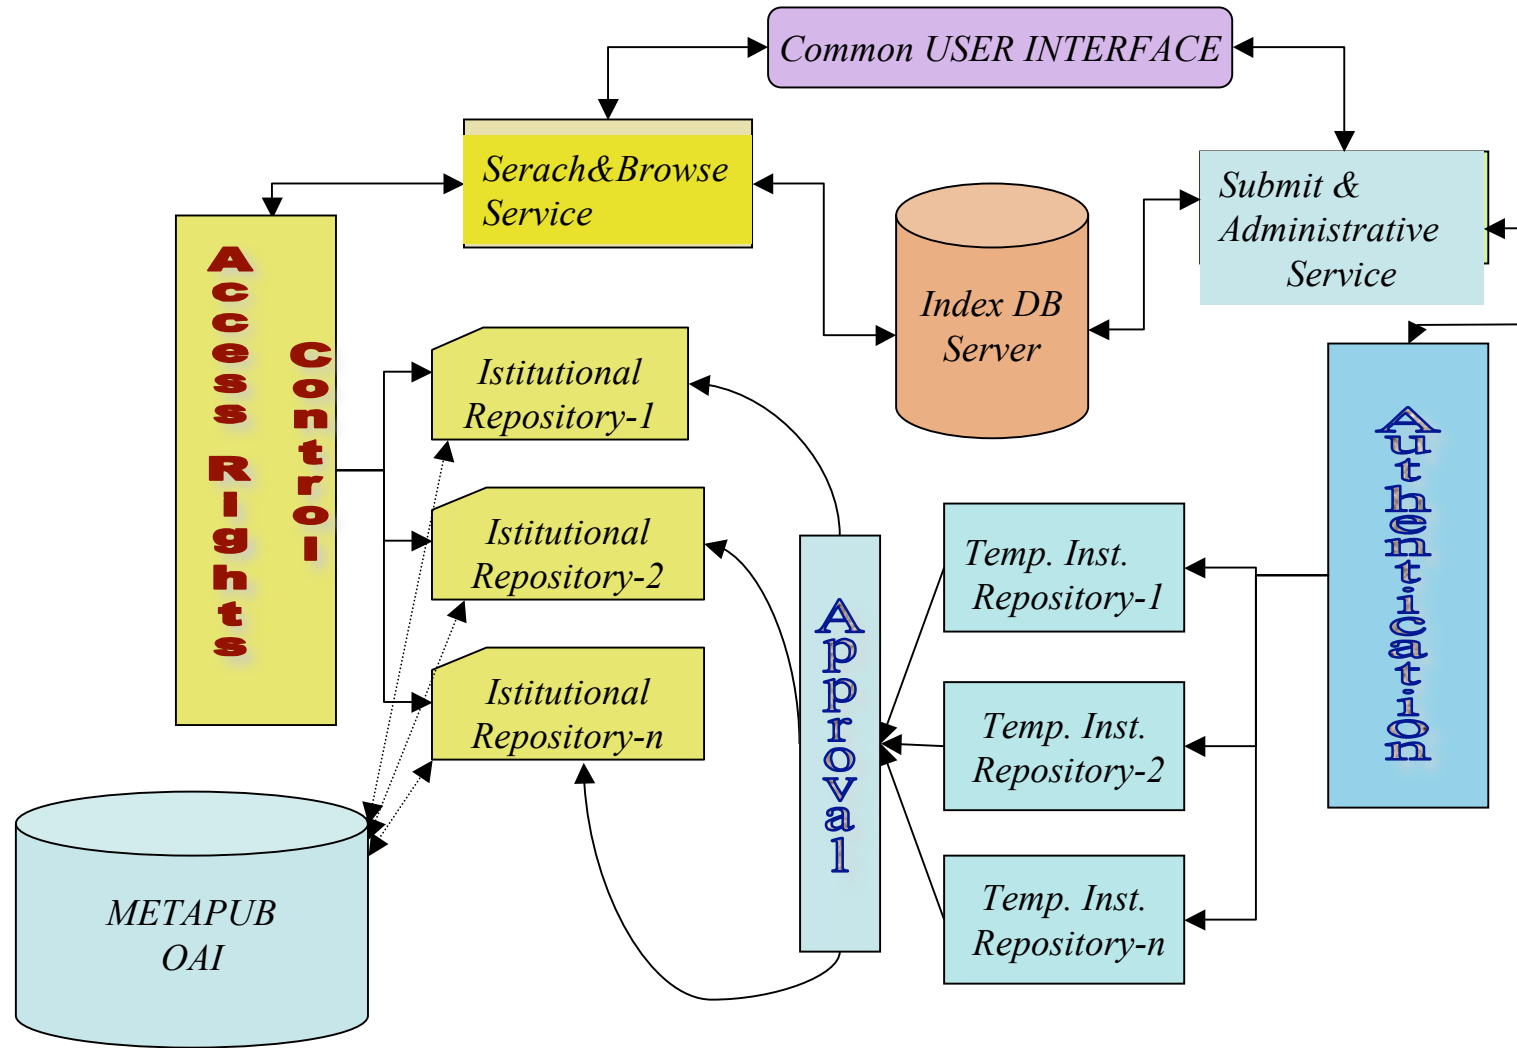 Common USER INTERFACE
Serach&Browse
Service
Submit &
Administrative
Service
Access Rights
Control
Index DB
Server
Istitutional
Repository-1
Istitutional
Repository-2
Istitutional
Repository-n
Approval
Temp. Inst.
Repository-1
Temp. Inst.
Repository-2
Temp. Inst.
Repository-n
Authentication
METAPUB
OAI